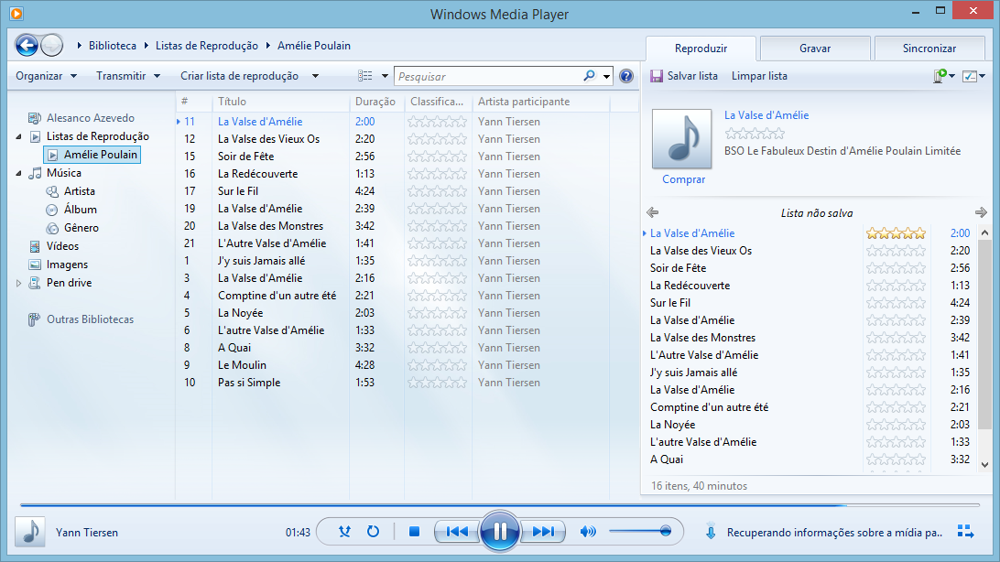 Windows Media Player
Biblioteca Listas de Reprodução Amélie Poulain
Reproduzir Gravar Sincronizar
Organizar Transmitir Criar lista de reprodução Pesquisar
Salvar lista Limpar lista
# Título Duração Classifica... Artista participante
Alesanco Azevedo
Listas de Reprodução
Amélie Poulain
Música
Artista
Álbum
Gênero
Vídeos
Imagens
Pen drive
Outras Bibliotecas
11 La Valse d'Amélie 2:00 Yann Tiersen
12 La Valse des Vieux Os 2:20 Yann Tiersen
15 Soir de Fête 2:56 Yann Tiersen
16 La Redécouverte 1:13 Yann Tiersen
17 Sur le Fil 4:24 Yann Tiersen
19 La Valse d'Amélie 2:39 Yann Tiersen
20 La Valse des Monstres 3:42 Yann Tiersen
21 L'Autre Valse d'Amélie 1:41 Yann Tiersen
1 J'y suis Jamais allé 1:35 Yann Tiersen
3 La Valse d'Amélie 2:16 Yann Tiersen
4 Comptine d'un autre été 2:21 Yann Tiersen
5 La Noyée 2:03 Yann Tiersen
6 L'autre Valse d'Amélie 1:33 Yann Tiersen
8 A Quai 3:32 Yann Tiersen
9 Le Moulin 4:28 Yann Tiersen
10 Pas si Simple 1:53 Yann Tiersen
La Valse d'Amélie
BSO Le Fabuleux Destin d'Amélie Poulain Limitée
Comprar
Lista não salva
La Valse d'Amélie 2:00
La Valse des Vieux Os 2:20
Soir de Fête 2:56
La Redécouverte 1:13
Sur le Fil 4:24
La Valse d'Amélie 2:39
La Valse des Monstres 3:42
L'Autre Valse d'Amélie 1:41
J'y suis Jamais allé 1:35
La Valse d'Amélie 2:16
Comptine d'un autre été 2:21
La Noyée 2:03
L'autre Valse d'Amélie 1:33
A Quai 3:32
16 itens, 40 minutos
Yann Tiersen 01:43 Recuperando informações sobre a mídia pa..